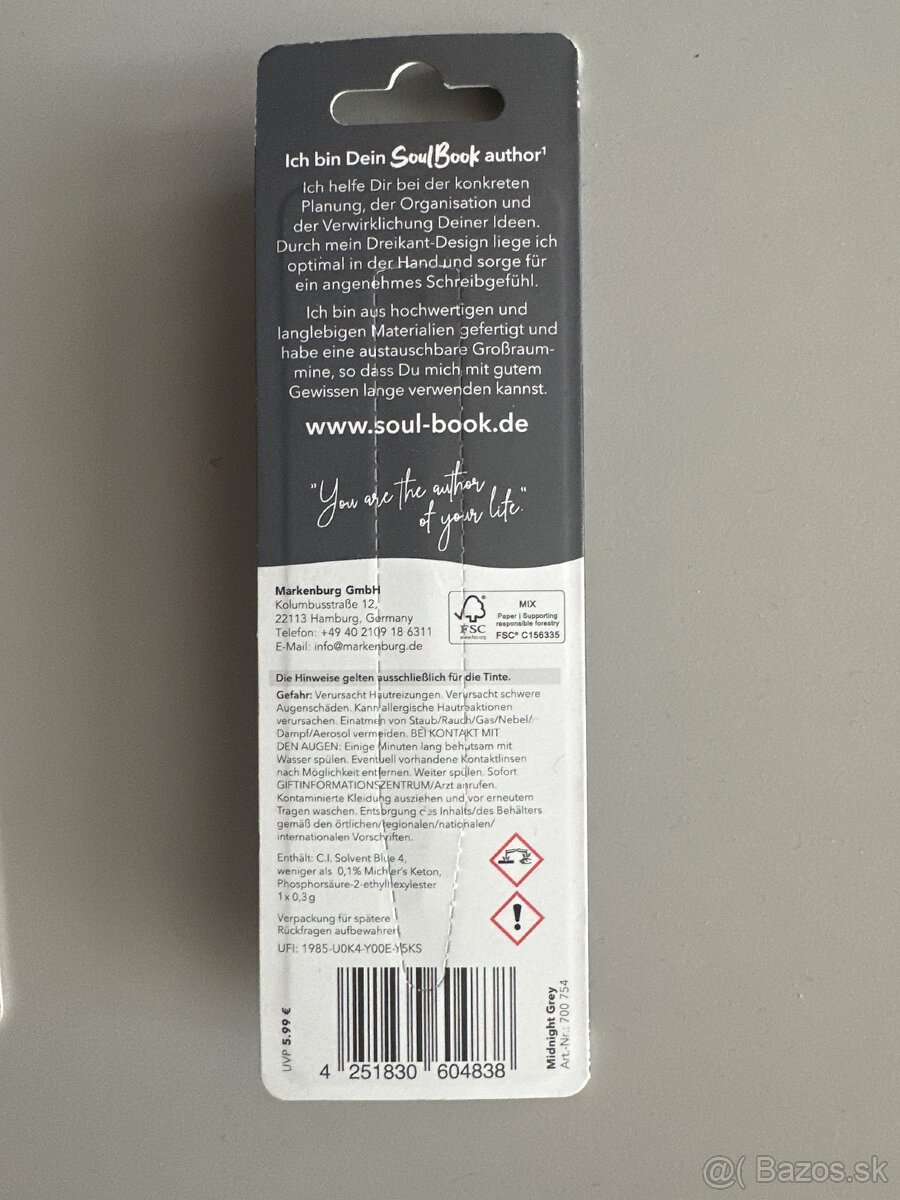 Ich bin Dein SoulBook author¹
Ich helfe Dir bei der konkreten
Planung, der Organisation und
der Verwirklichung Deiner Ideen.
Durch mein Dreikant-Design liege ich
optimal in der Hand und sorge für
ein angenehmes Schreibgefühl.
Ich bin aus hochwertigen und
langlebigen Materialien gefertigt und
habe eine austauschbare Großraum-
mine, so dass Du mich mit gutem
Gewissen lange verwenden kannst.
www.soul-book.de
"You are the author
of your life"
Markenburg GmbH
Kolumbusstraße 12,
22113 Hamburg, Germany
Telefon: +49 40 2109 18 6311
E-Mail: info@markenburg.de
FSC
www.fsc.org
MIX
Paper | Supporting
responsible forestry
FSC® C156335
Die Hinweise gelten ausschließlich für die Tinte.
Gefahr: Verursacht Hautreizungen. Verursacht schwere
Augenschäden. Kann allergische Hautreaktionen
verursachen. Einatmen von Staub/Rauch/Gas/Nebel/
Dampf/Aerosol vermeiden. BEI KONTAKT MIT
DEN AUGEN: Einige Minuten lang behutsam mit
Wasser spülen. Eventuell vorhandene Kontaktlinsen
nach Möglichkeit entfernen. Weiter spülen. Sofort
GIFTINFORMATIONSZENTRUM/Arzt anrufen.
Kontaminierte Kleidung ausziehen und vor erneutem
Tragen waschen. Entsorgung des Inhalts/des Behälters
gemäß den örtlichen/regionalen/nationalen/
internationalen Vorschriften.
Enthält: C.I. Solvent Blue 4,
weniger als 0,1% Michler's Keton,
Phosphorsäure-2-ethylhexylester
1 x 0,3 g
Verpackung für spätere
Rückfragen aufbewahren
UFI: 1985-U0K4-Y00E-Y5KS
UVP 5.99 €
4 251830 604838
Midnight Grey
Art.-Nr.: 700 754
@( Bazos.sk